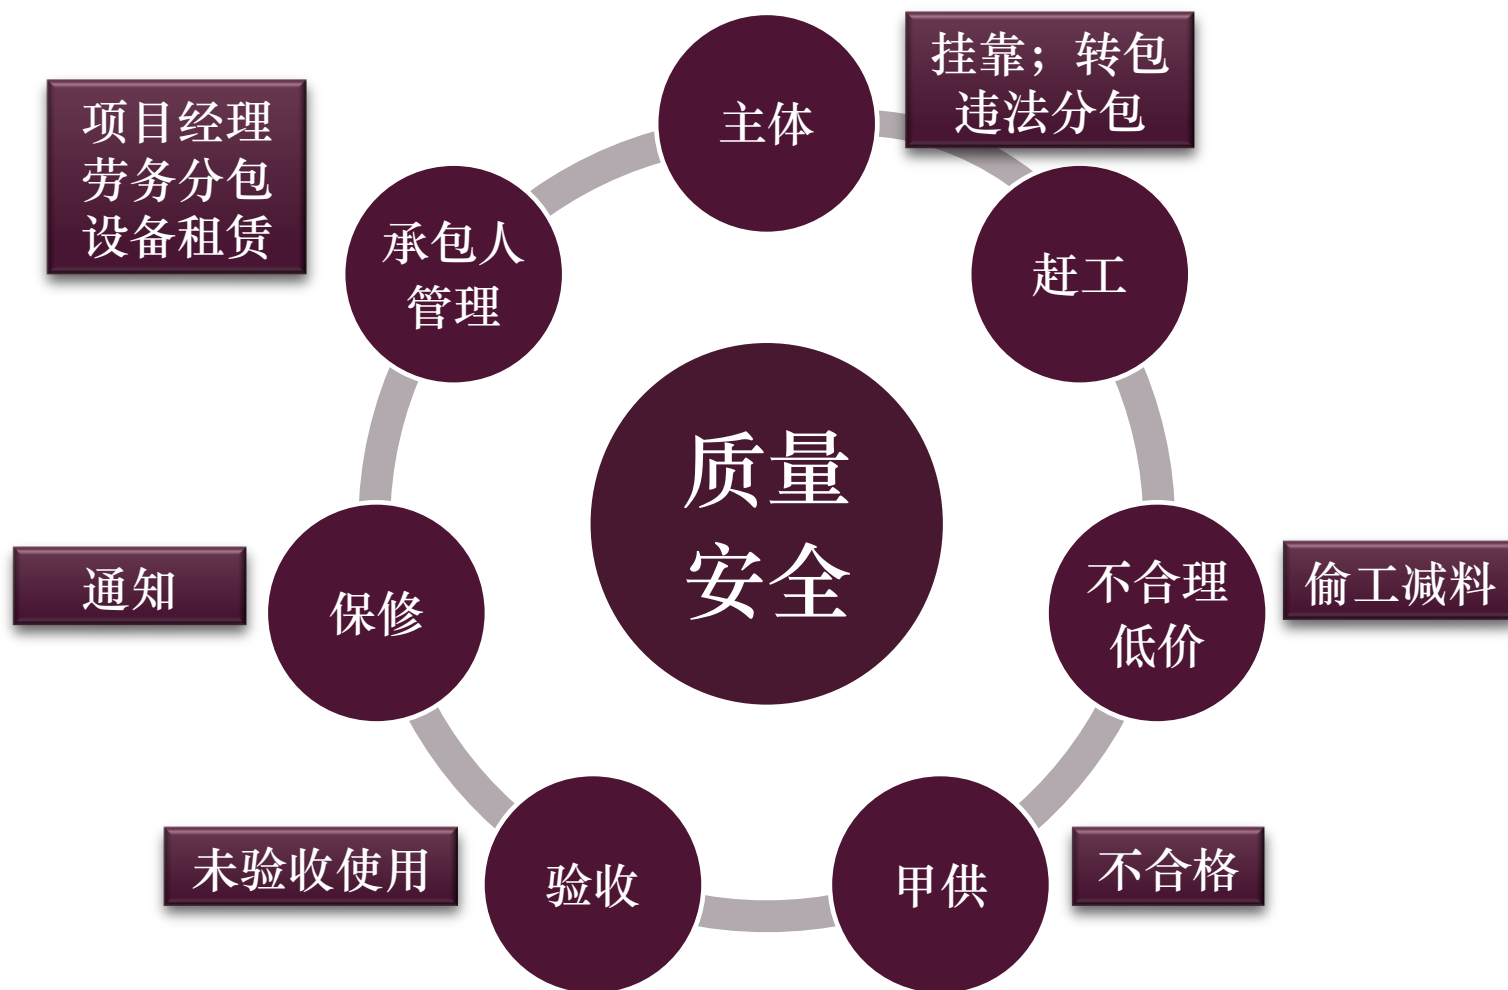 主体
挂靠；转包
违法分包
项目经理
劳务分包
设备租赁
承包人
管理
赶工
质量
安全
通知
保修
不合理
低价
偷工减料
未验收使用
验收
甲供
不合格